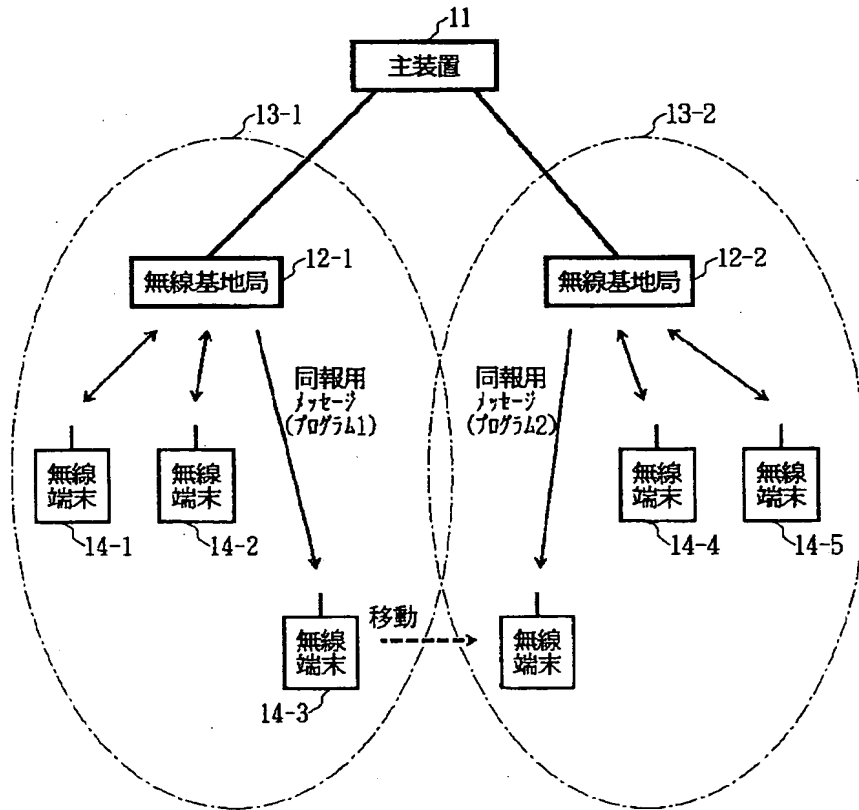 11
主装置
13-1
13-2
無線基地局
12-1
無線基地局
12-2
同報用
メッセージ
(プログラム1)
同報用
メッセージ
(プログラム2)
無線
端末
14-1
無線
端末
14-2
無線
端末
14-4
無線
端末
14-5
移動
無線
端末
14-3
無線
端末